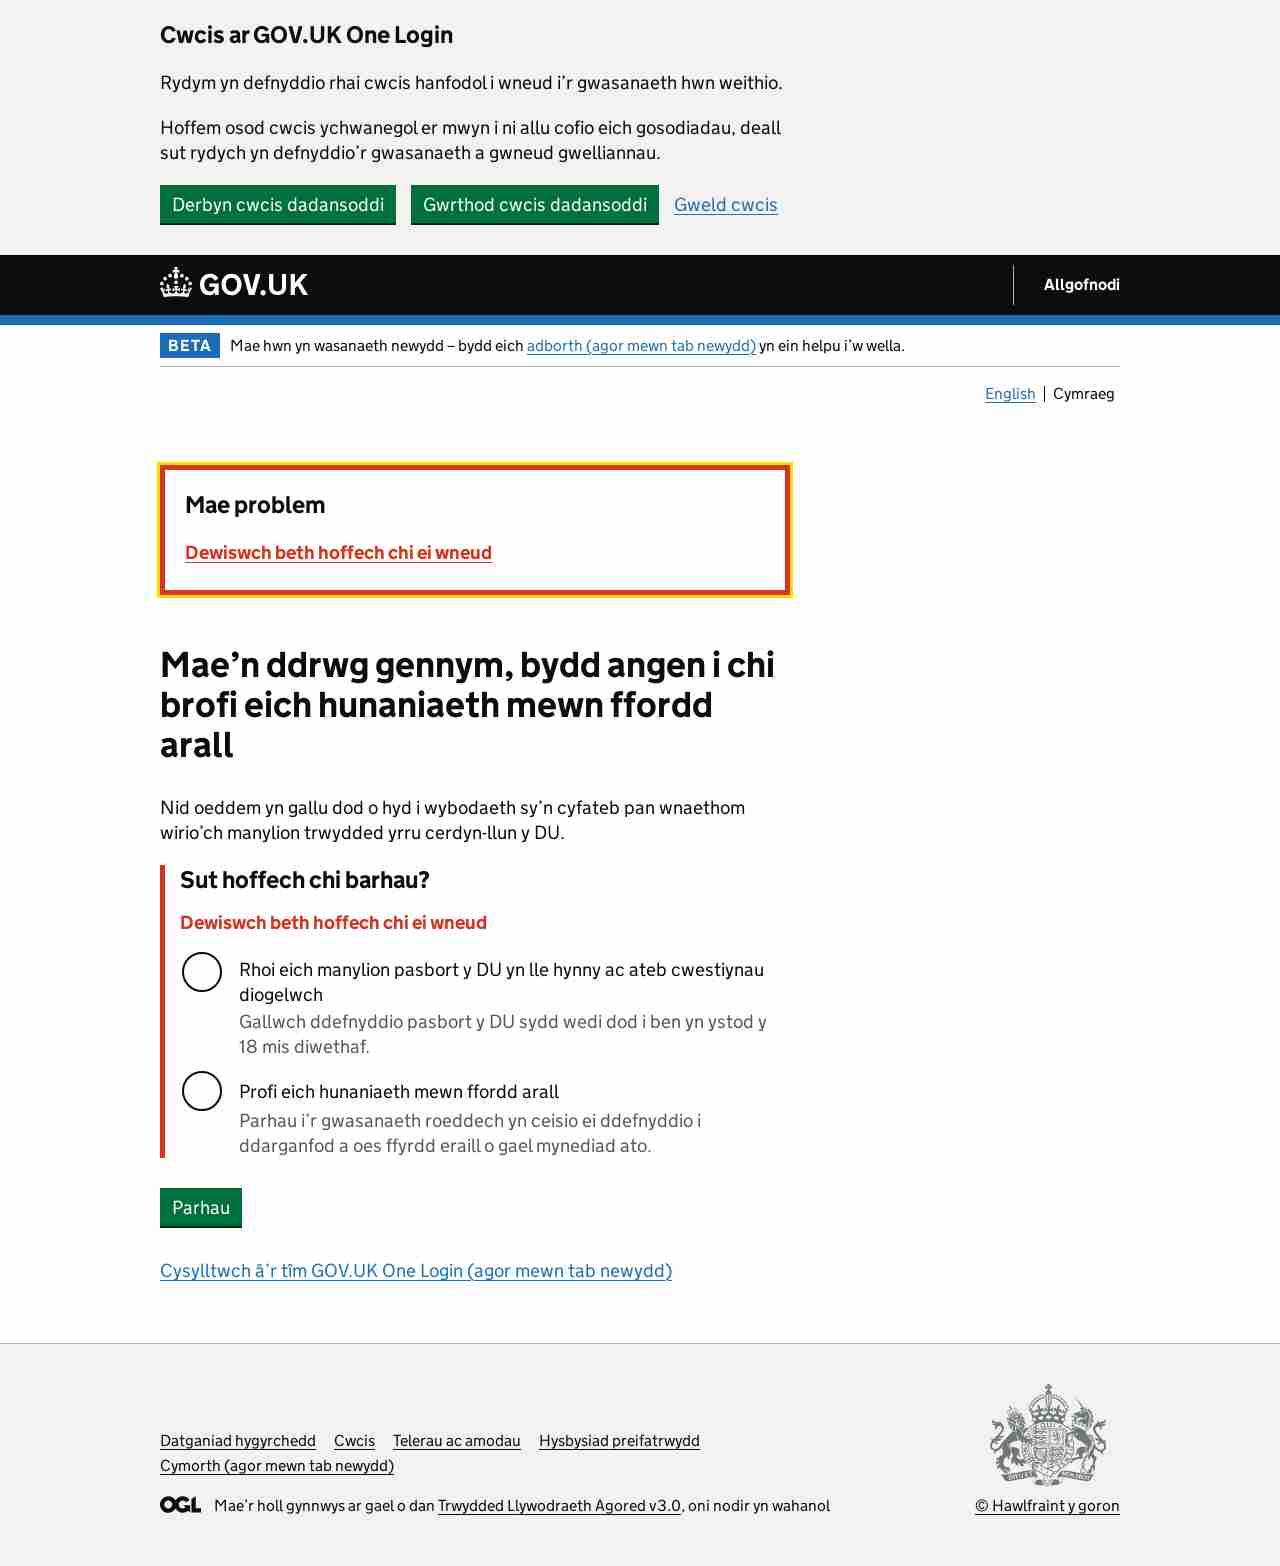 Cwcis ar GOV.UK One Login
Rydym yn defnyddio rhai cwcis hanfodol i wneud i’r gwasanaeth hwn weithio.
Hoffem osod cwcis ychwanegol er mwyn i ni allu cofio eich gosodiadau, deall
sut rydych yn defnyddio’r gwasanaeth a gwneud gwelliannau.
Derbyn cwcis dadansoddi Gwrthod cwcis dadansoddi Gweld cwcis
GOV.UK Allgofnodi
BETA Mae hwn yn wasanaeth newydd – bydd eich adborth (agor mewn tab newydd) yn ein helpu i’w wella.
English Cymraeg
Mae problem
Dewiswch beth hoffech chi ei wneud
Mae’n ddrwg gennym, bydd angen i chi
brofi eich hunaniaeth mewn ffordd
arall
Nid oeddem yn gallu dod o hyd i wybodaeth sy’n cyfateb pan wnaethom
wirio’ch manylion trwydded yrru cerdyn-llun y DU.
Sut hoffech chi barhau?
Dewiswch beth hoffech chi ei wneud
Rhoi eich manylion pasbort y DU yn lle hynny ac ateb cwestiynau
diogelwch
Gallwch ddefnyddio pasbort y DU sydd wedi dod i ben yn ystod y
18 mis diwethaf.
Profi eich hunaniaeth mewn ffordd arall
Parhau i’r gwasanaeth roeddech yn ceisio ei ddefnyddio i
ddarganfod a oes ffyrdd eraill o gael mynediad ato.
Parhau
Cysylltwch â’r tîm GOV.UK One Login (agor mewn tab newydd)
Datganiad hygyrchedd Cwcis Telerau ac amodau Hysbysiad preifatrwydd
Cymorth (agor mewn tab newydd)
OGL Mae’r holl gynnwys ar gael o dan Trwydded Llywodraeth Agored v3.0, oni nodir yn wahanol
© Hawlfraint y goron